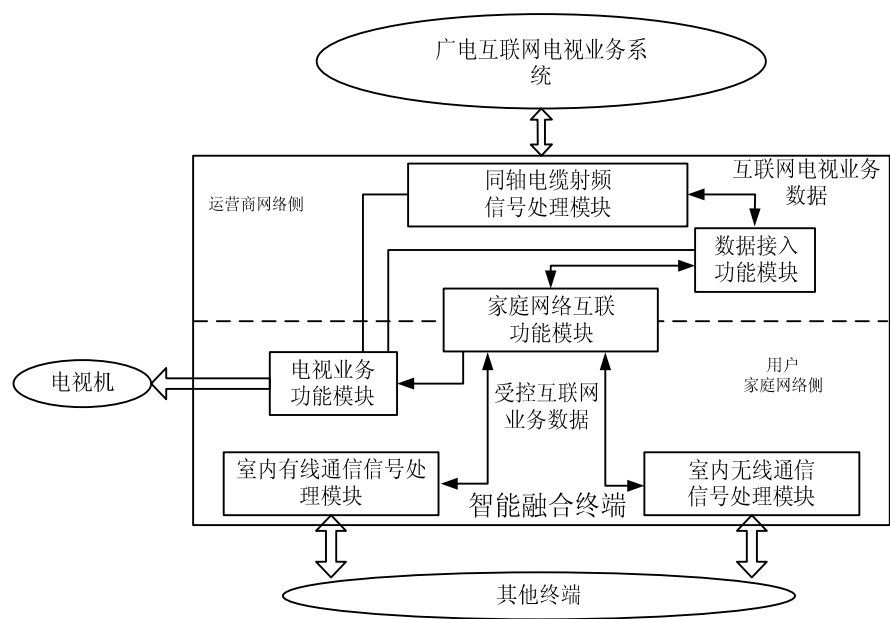 广电互联网电视业务系
统
运营商网络侧
同轴电缆射频
信号处理模块
互联网电视业务
数据
数据接入
功能模块
家庭网络互联
功能模块
电视机
电视业务
功能模块
用户
家庭网络侧
受控互联网
业务数据
室内有线通信信号处
理模块
室内无线通信
信号处理模块
智能融合终端
其他终端